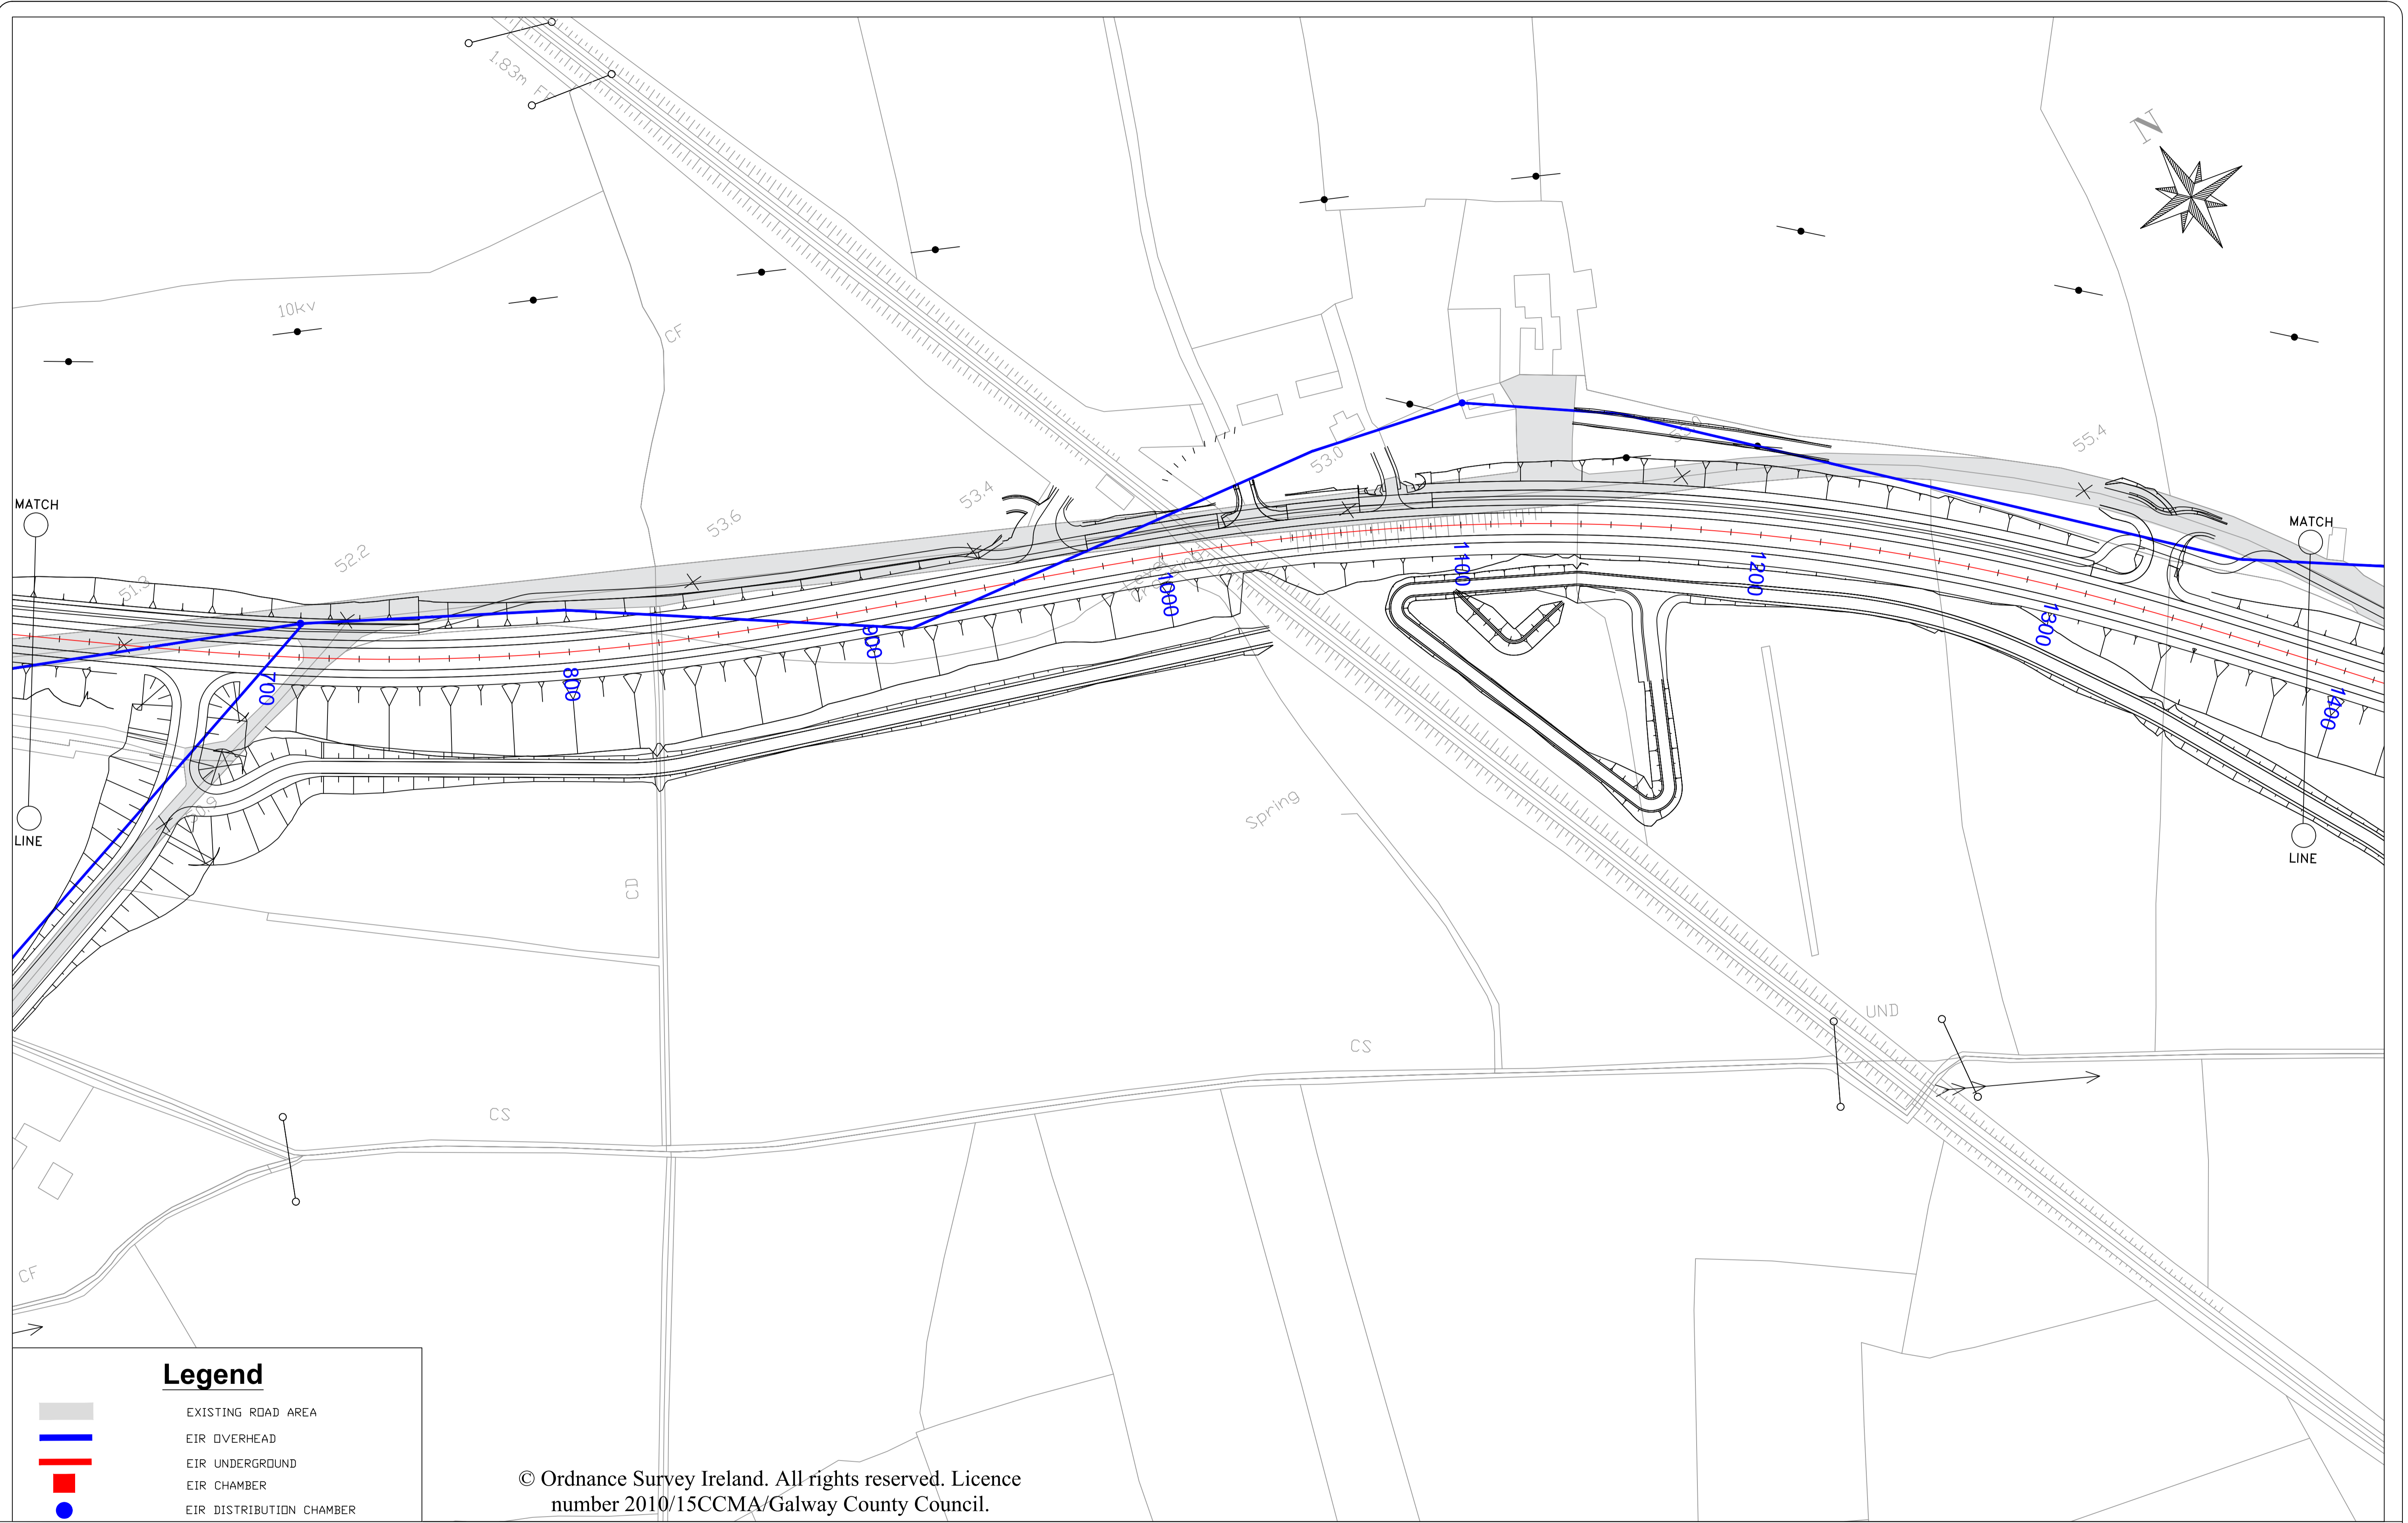 1.83m
N
10kv
CF
53.0
55.4
53.4
53.6
MATCH
MATCH
52.2
51.3
1100
1200
1000
1300
900
700
800
1400
50.9
Spring
LINE
LINE
CD
UND
CS
CS
CF
Legend
EXISTING ROAD AREA
EIR OVERHEAD
EIR UNDERGROUND
EIR CHAMBER
EIR DISTRIBUTION CHAMBER
© Ordnance Survey Ireland. All rights reserved. Licence
number 2010/15CCMA/Galway County Council.